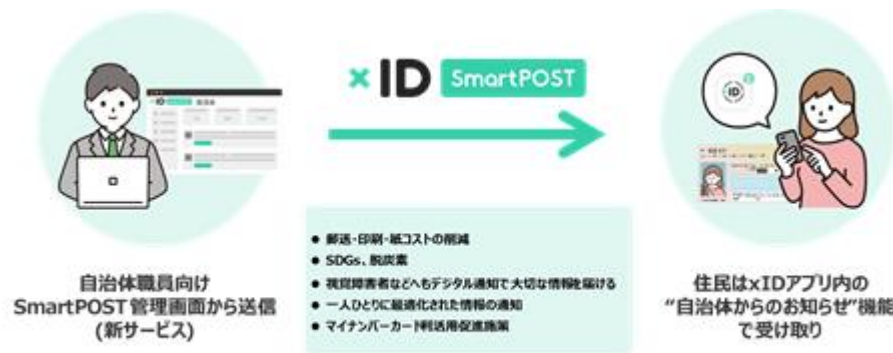 xID SmartPOST
ID
自治体職員向け
SmartPOST 管理画面から送信
(新サービス)
● 郵送・印刷・紙コストの削減
● SDGs、脱炭素
● 視覚障害者などへもデジタル通知で大切な情報を届ける
● 一人ひとりに最適化された情報の通知
● マイナンバーカード利活用促進施策
住民はxIDアプリ内の
“自治体からのお知らせ”機能
で受け取り